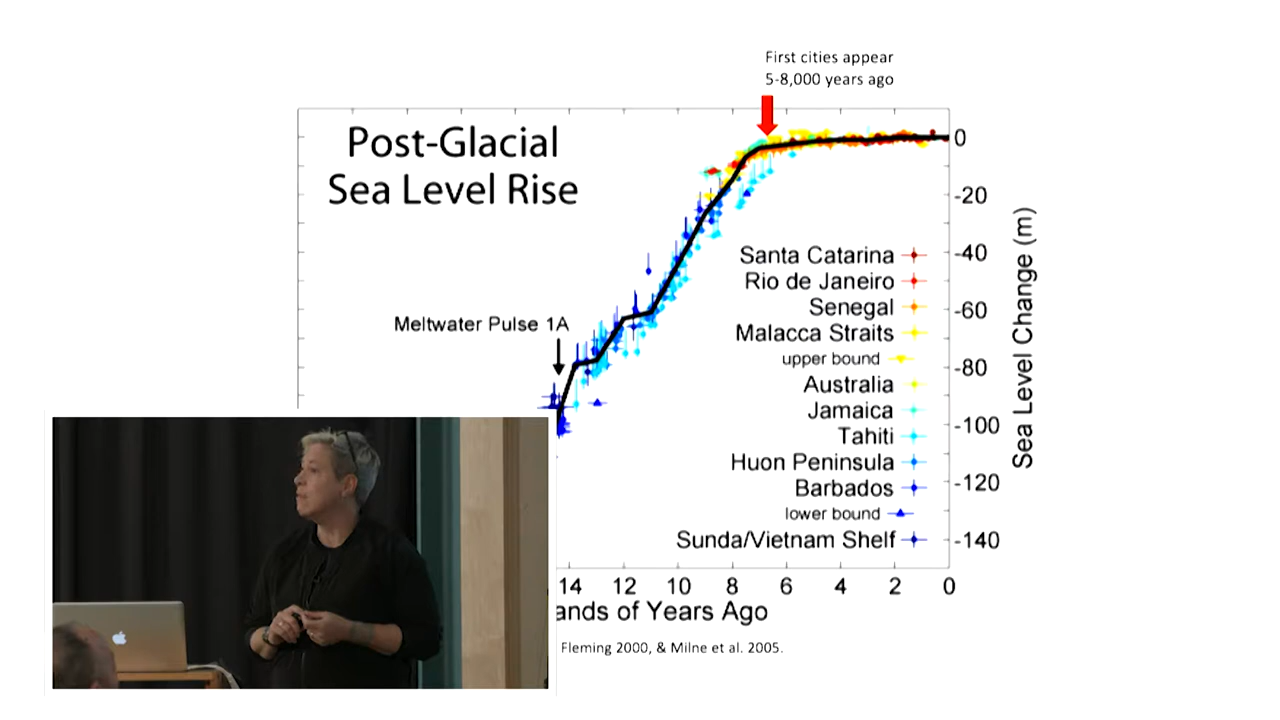 First cities appear
5-8,000 years ago
Post-Glacial
Sea Level Rise
Meltwater Pulse 1A
Santa Catarina
Rio de Janeiro
Senegal
Malacca Straits
upper bound
Australia
Jamaica
Tahiti
Huon Peninsula
Barbados
lower bound
Sunda/Vietnam Shelf
0
-20
-40
-60
-80
-100
-120
-140
Sea Level Change (m)
14 12 10 8 6 4 2 0
ands of Years Ago
Fleming 2000, & Milne et al. 2005.